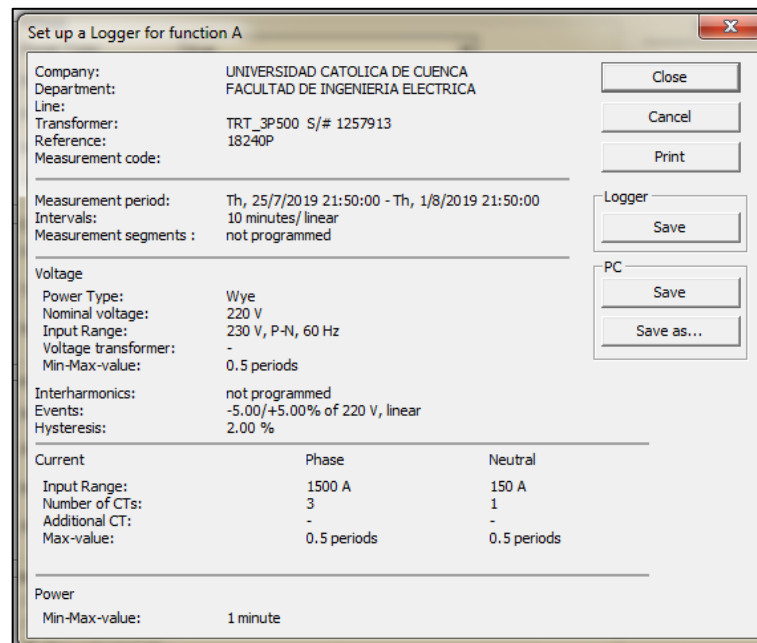 Set up a Logger for function A
Company: UNIVERSIDAD CATOLICA DE CUENCA
Department: FACULTAD DE INGENIERIA ELECTRICA
Line:
Transformer: TRT_3P500 S/# 1257913
Reference: 18240P
Measurement code:
Measurement period: Th, 25/7/2019 21:50:00 - Th, 1/8/2019 21:50:00
Intervals: 10 minutes/ linear
Measurement segments : not programmed
Voltage
Power Type: Wye
Nominal voltage: 220 V
Input Range: 230 V, P-N, 60 Hz
Voltage transformer: -
Min-Max-value: 0.5 periods
Interharmonics: not programmed
Events: -5.00/+5.00% of 220 V, linear
Hysteresis: 2.00 %
Current Phase Neutral
Input Range: 1500 A 150 A
Number of CTs: 3 1
Additional CT: - -
Max-value: 0.5 periods 0.5 periods
Power
Min-Max-value: 1 minute
Close
Cancel
Print
Logger
Save
PC
Save
Save as...